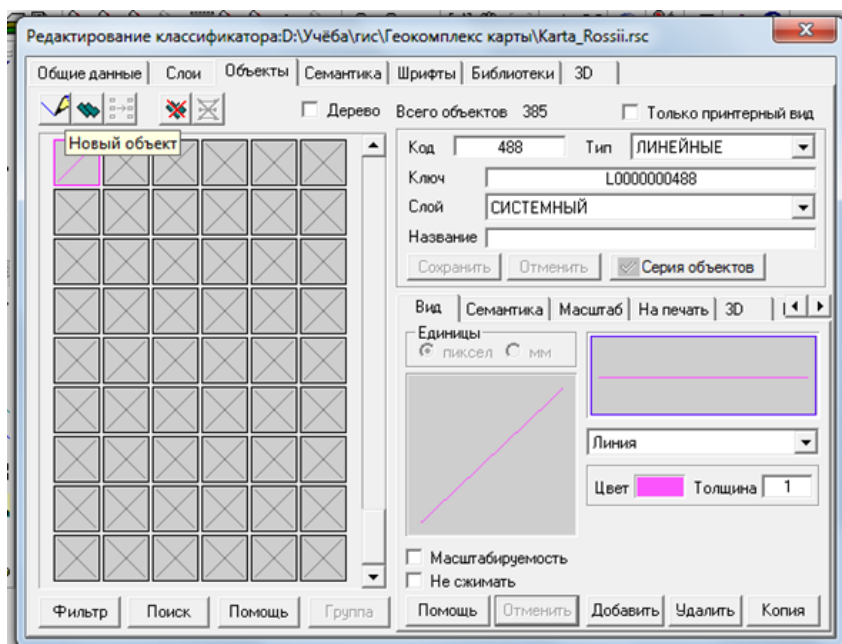 Редактирование классификатора:D:\Учёба\гис\Геокомплекс карты\Karta_Rossii.rsc
Общие данные Слои Объекты Семантика Шрифты Библиотеки 3D
Дерево Всего объектов 385 Только принтерный вид
Новый объект
Код 488 Тип ЛИНЕЙНЫЕ
Ключ L0000000488
Слой СИСТЕМНЫЙ
Название
Сохранить Отменить Серия объектов
Вид Семантика Масштаб На печать 3D
Единицы
пиксел мм
Линия
Цвет Толщина 1
Масштабируемость
Не сжимать
Фильтр Поиск Помощь Группа Помощь Отменить Добавить Удалить Копия